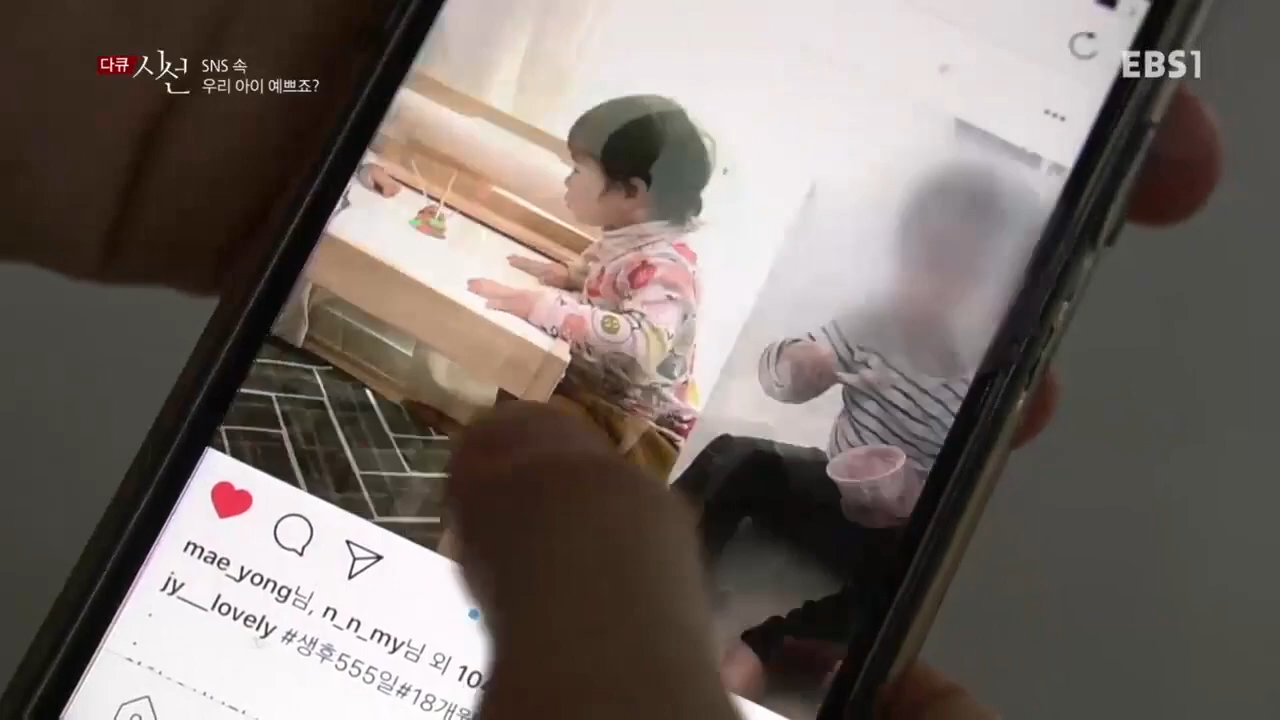 다큐 시선
SNS 속
우리 아이 예쁘죠?
EBS1
mae_yong님, n_n_my님 외 10
jy__lovely #생후555일#18개월